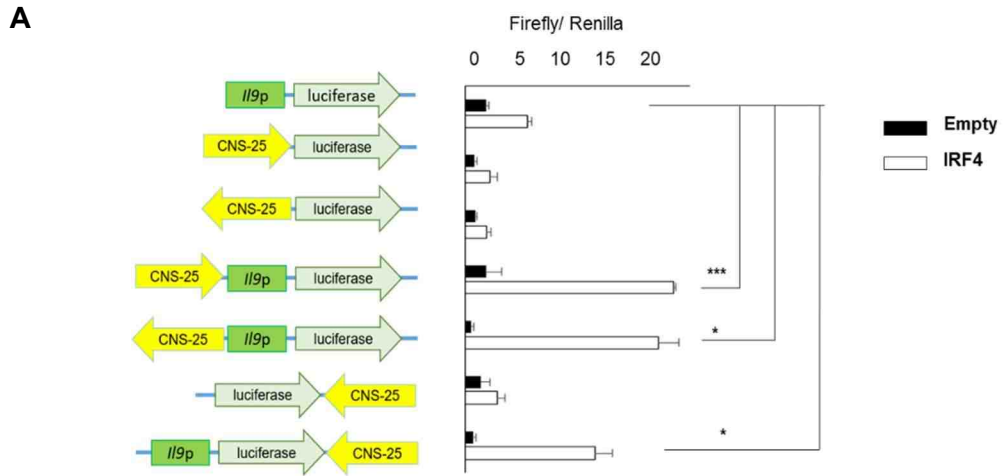 A
Firefly/ Renilla
0 5 10 15 20
Il9p luciferase
CNS-25 luciferase
CNS-25 luciferase
CNS-25 Il9p luciferase
CNS-25 Il9p luciferase
luciferase CNS-25
Il9p luciferase CNS-25
***
*
*
Empty
IRF4